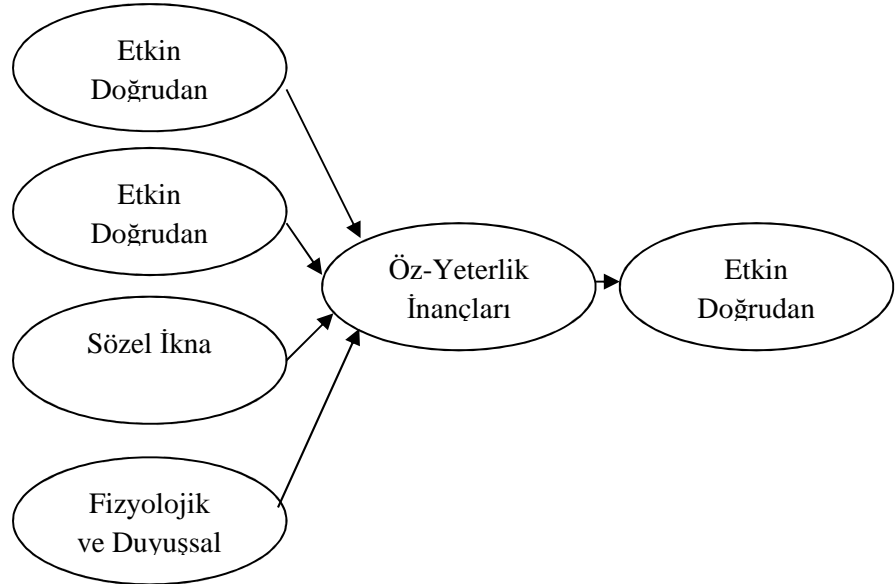 Etkin
Doğrudan
Etkin
Doğrudan
Sözel İkna
Fizyolojik
ve Duyuşsal
Öz-Yeterlik
İnançları
Etkin
Doğrudan